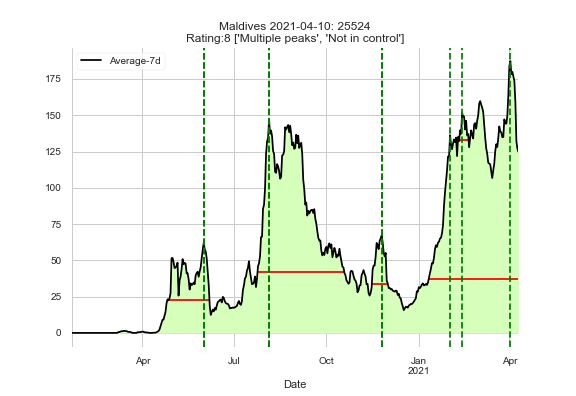 Maldives 2021-04-10: 25524
Rating:8 ['Multiple peaks', 'Not in control']
Average-7d
175
150
125
100
75
50
25
0
Apr
Jul
Oct
Jan
2021
Apr
Date